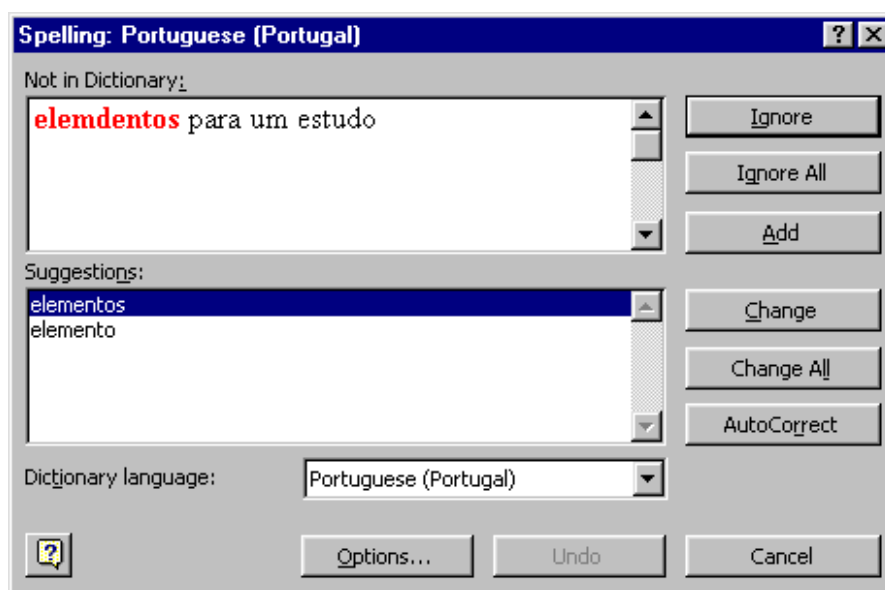 Spelling: Portuguese (Portugal)
Not in Dictionary:
elemdentos para um estudo
Ignore
Ignore All
Add
Suggestions:
elementos
elemento
Change
Change All
AutoCorrect
Dictionary language:
Portuguese (Portugal)
Options...
Undo
Cancel